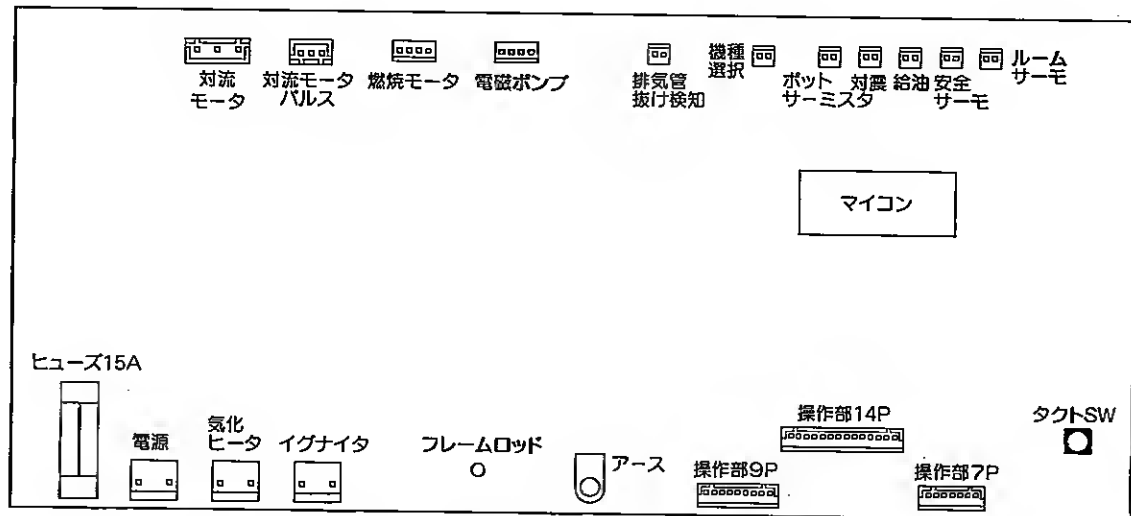 対流
モータ
対流モータ
パルス
燃焼モータ
電磁ポンプ
排気管
抜け検知
機種
選択
ポット
サーミスタ
対震
給油
安全
サーモ
ルーム
サーモ
マイコン
ヒューズ15A
電源
気化
ヒータ
イグナイタ
フレームロッド
アース
操作部14P
操作部9P
操作部7P
タクトSW